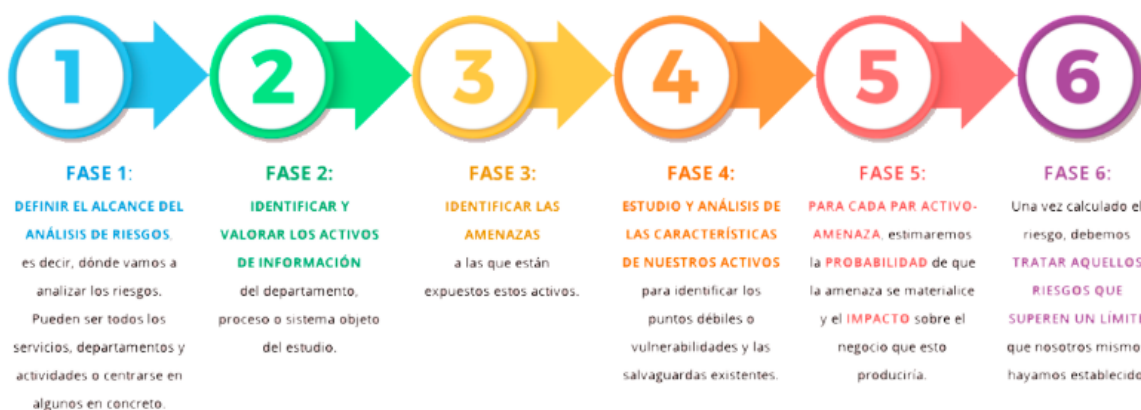 1
2
3
4
5
6
FASE 1:
DEFINIR EL ALCANCE DEL
ANÁLISIS DE RIESGOS,
es decir, dónde vamos a
analizar los riesgos.
Pueden ser todos los
servicios, departamentos y
actividades o centrarse en
algunos en concreto.
FASE 2:
IDENTIFICAR Y
VALORAR LOS ACTIVOS
DE INFORMACIÓN
del departamento,
proceso o sistema objeto
del estudio.
FASE 3:
IDENTIFICAR LAS
AMENAZAS
a las que están
expuestos estos activos.
FASE 4:
ESTUDIO Y ANÁLISIS DE
LAS CARACTERÍSTICAS
DE NUESTROS ACTIVOS
para identificar los
puntos débiles o
vulnerabilidades y las
salvaguardas existentes.
FASE 5:
PARA CADA PAR ACTIVO-
AMENAZA, estimaremos
la PROBABILIDAD de que
la amenaza se materialice
y el IMPACTO sobre el
negocio que esto
produciría.
FASE 6:
Una vez calculado el
riesgo, debemos
TRATAR AQUELLOS
RIESGOS QUE
SUPEREN UN LÍMITE
que nosotros mismo
hayamos establecido